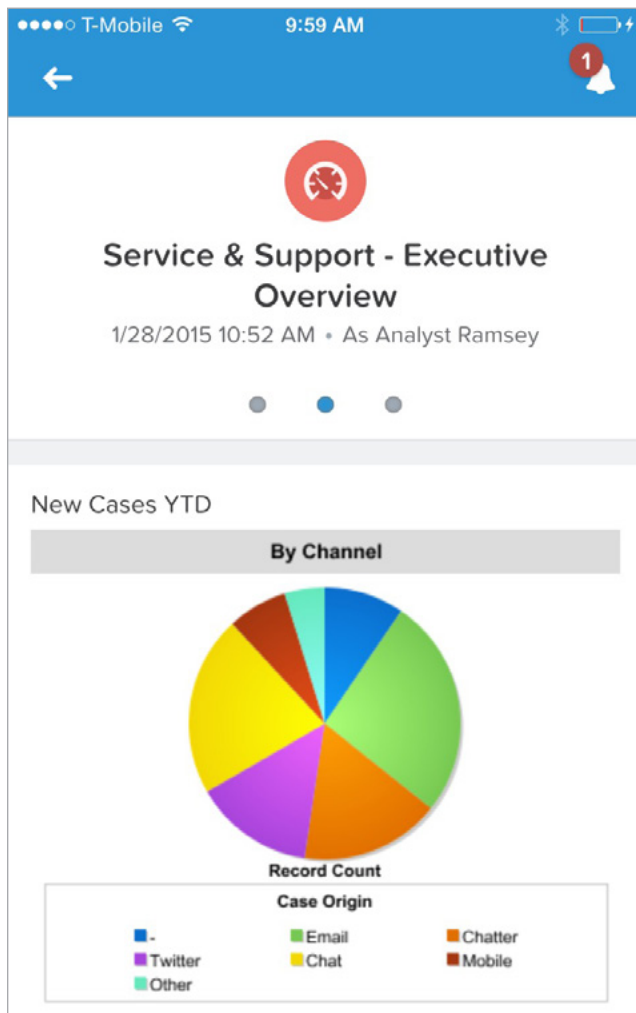 T-Mobile 9:59 AM
1
Service & Support - Executive
Overview
1/28/2015 10:52 AM • As Analyst Ramsey
New Cases YTD
By Channel
Record Count
Case Origin
- Email Chatter
Twitter Chat Mobile
Other